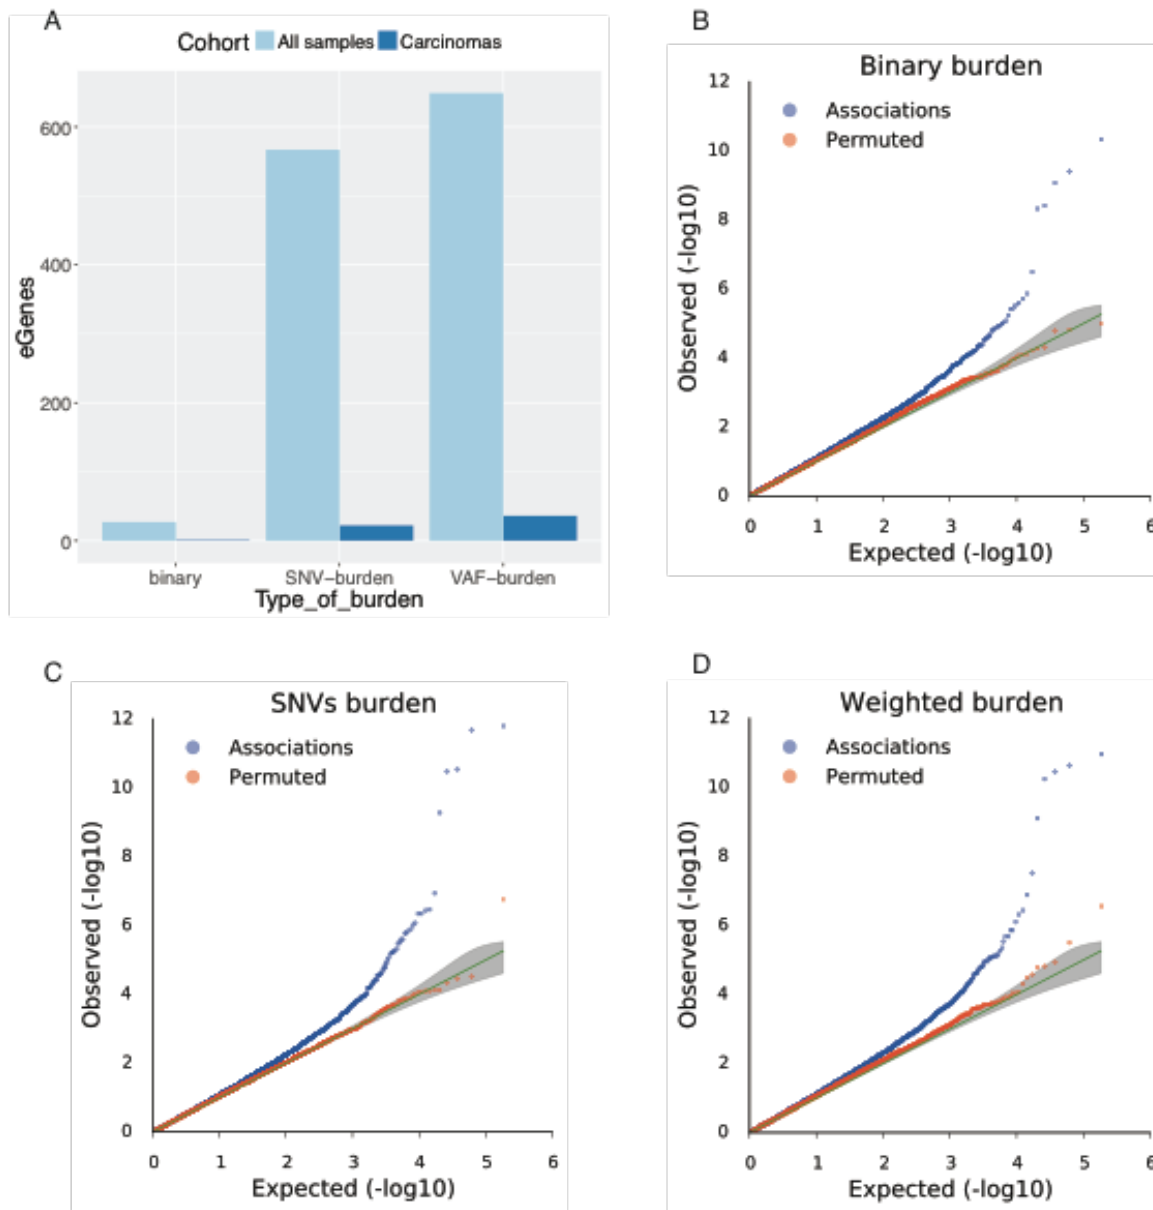 A
Cohort All samples Carcinomas
eGenes
600
400
200
0
binary SNV-burden VAF-burden
Type_of_burden
B
Binary burden
Associations
Permuted
Observed (-log10)
12
10
8
6
4
2
0
0 1 2 3 4 5 6
Expected (-log10)
C
SNVs burden
Associations
Permuted
Observed (-log10)
12
10
8
6
4
2
0
0 1 2 3 4 5 6
Expected (-log10)
D
Weighted burden
Associations
Permuted
Observed (-log10)
12
10
8
6
4
2
0
0 1 2 3 4 5 6
Expected (-log10)